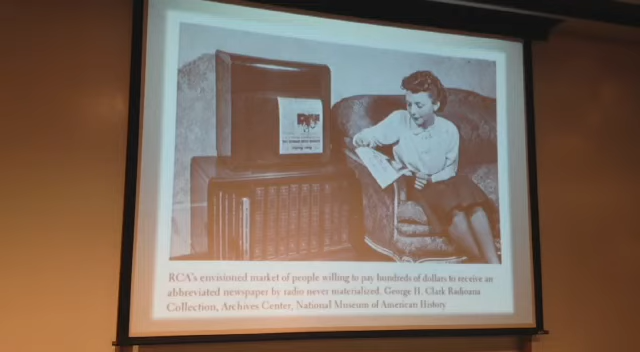 RCA's envisioned market of people willing to pay hundreds of dollars to receive an
abbreviated newspaper by radio never materialized. George H. Clark Radioana
Collection, Archives Center, National Museum of American History